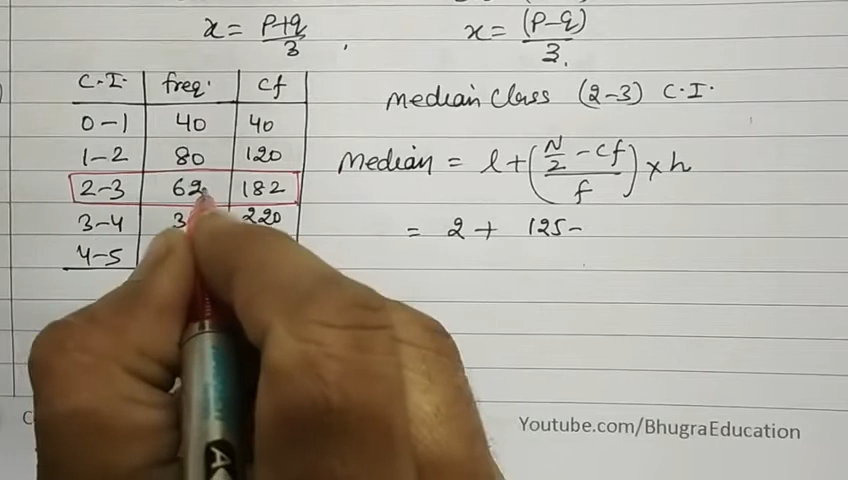 x = p+q/3 , x = (p-q)/3.
C.I. freq. cf
0-1 40 40
1-2 80 120
2-3 62 182
3-4 3 220
4-5
median class (2-3) C.I.
Median = l + (N/2 - cf / f) × h
= 2 + 125 -
Youtube.com/BhugraEducation